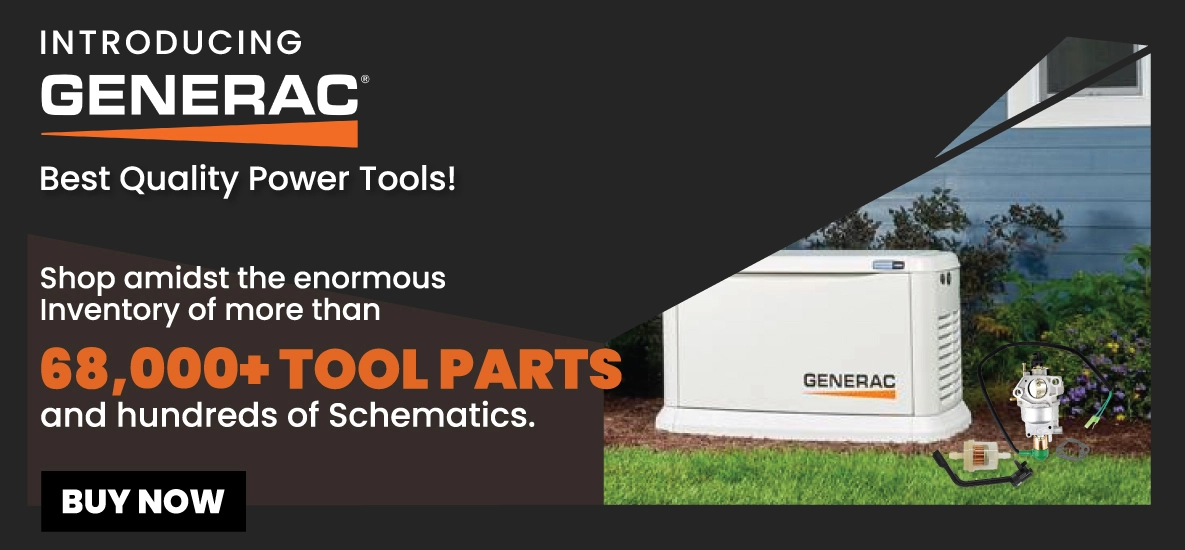 INTRODUCING
GENERAC®
Best Quality Power Tools!
Shop amidst the enormous
Inventory of more than
68,000+ TOOL PARTS
and hundreds of Schematics.
BUY NOW
GENERAC